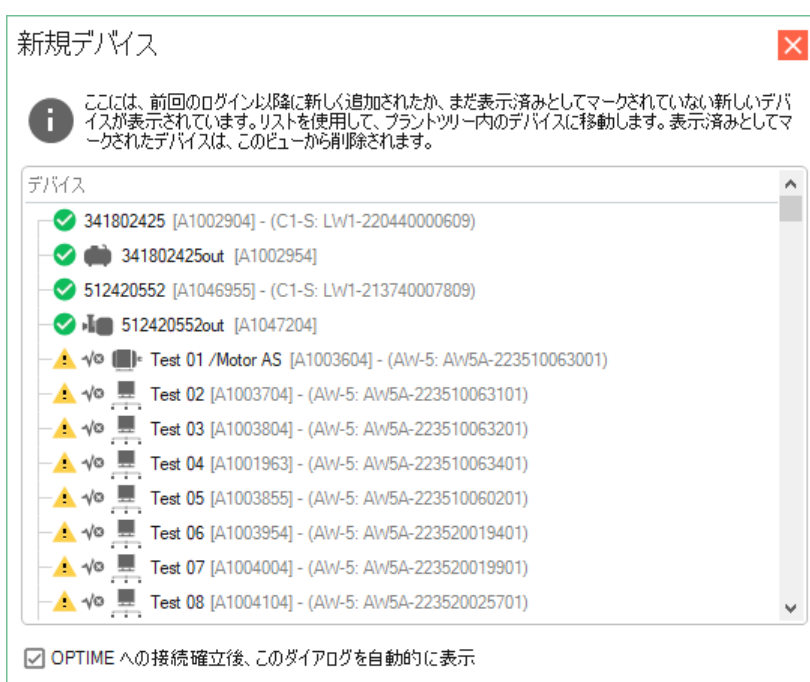 新規デバイス
ここには、前回のログイン以降に新しく追加されたか、まだ表示済みとしてマークされていない新しいデバ
イスが表示されています。リストを使用して、プラントツリー内のデバイスに移動します。表示済みとしてマ
ークされたデバイスは、このビューから削除されます。
デバイス
341802425 [A1002904] - (C1-S: LW1-220440000609)
341802425out [A1002954]
512420552 [A1046955] - (C1-S: LW1-213740007809)
512420552out [A1047204]
Test 01 /Motor AS [A1003604] - (AW-5: AW5A-223510063001)
Test 02 [A1003704] - (AW-5: AW5A-223510063101)
Test 03 [A1003804] - (AW-5: AW5A-223510063201)
Test 04 [A1001963] - (AW-5: AW5A-223510063401)
Test 05 [A1003855] - (AW-5: AW5A-223510060201)
Test 06 [A1003954] - (AW-5: AW5A-223520019401)
Test 07 [A1004004] - (AW-5: AW5A-223520019901)
Test 08 [A1004104] - (AW-5: AW5A-223520025701)
OPTIME への接続確立後、このダイアログを自動的に表示